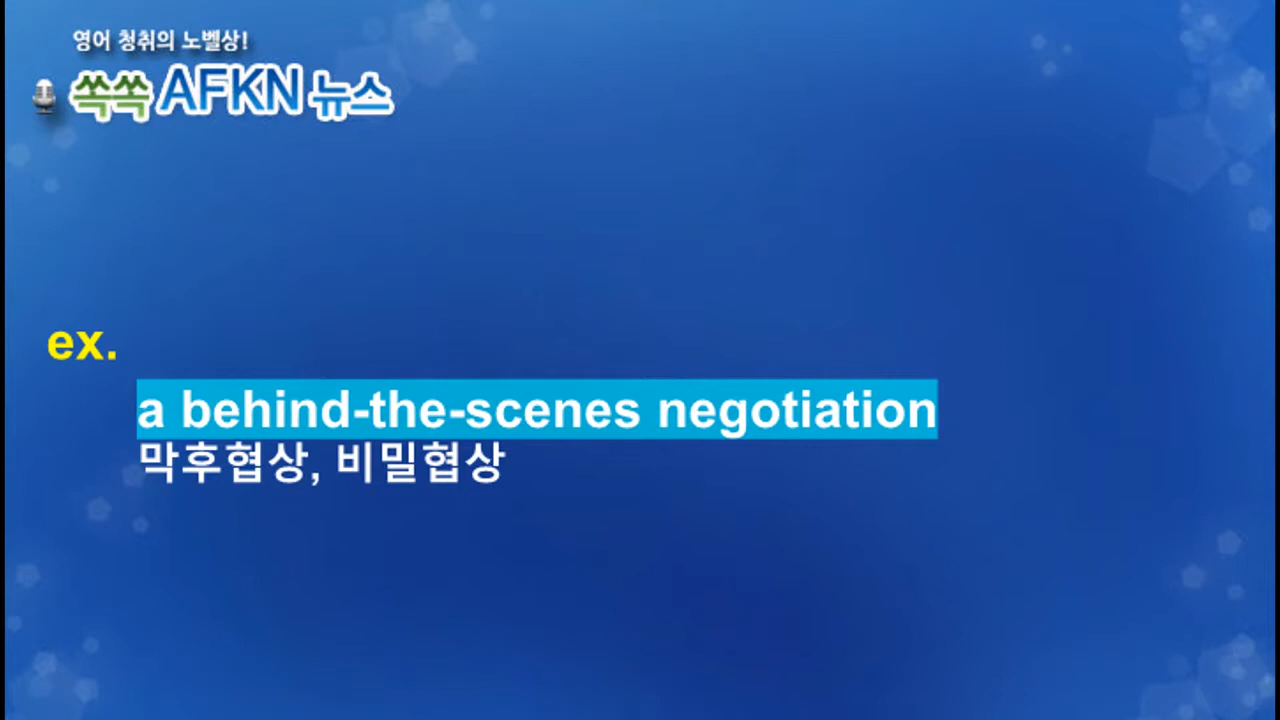 영어 청취의 노벨상!
쏙쏙 AFKN 뉴스
ex.
a behind-the-scenes negotiation
막후협상, 비밀협상